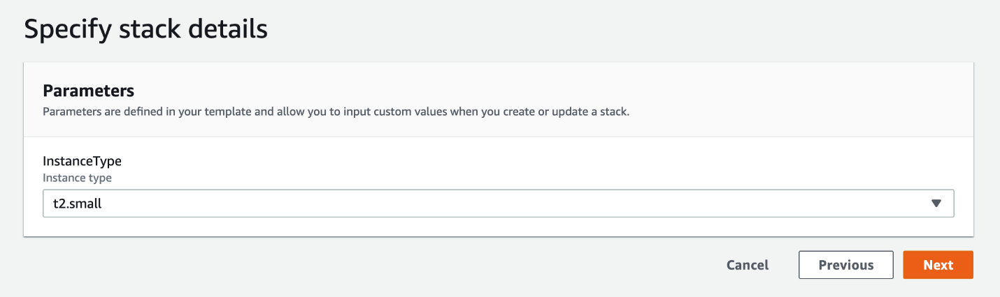 Specify stack details
Parameters
Parameters are defined in your template and allow you to input custom values when you create or update a stack.
InstanceType
Instance type
t2.small
Cancel Previous Next